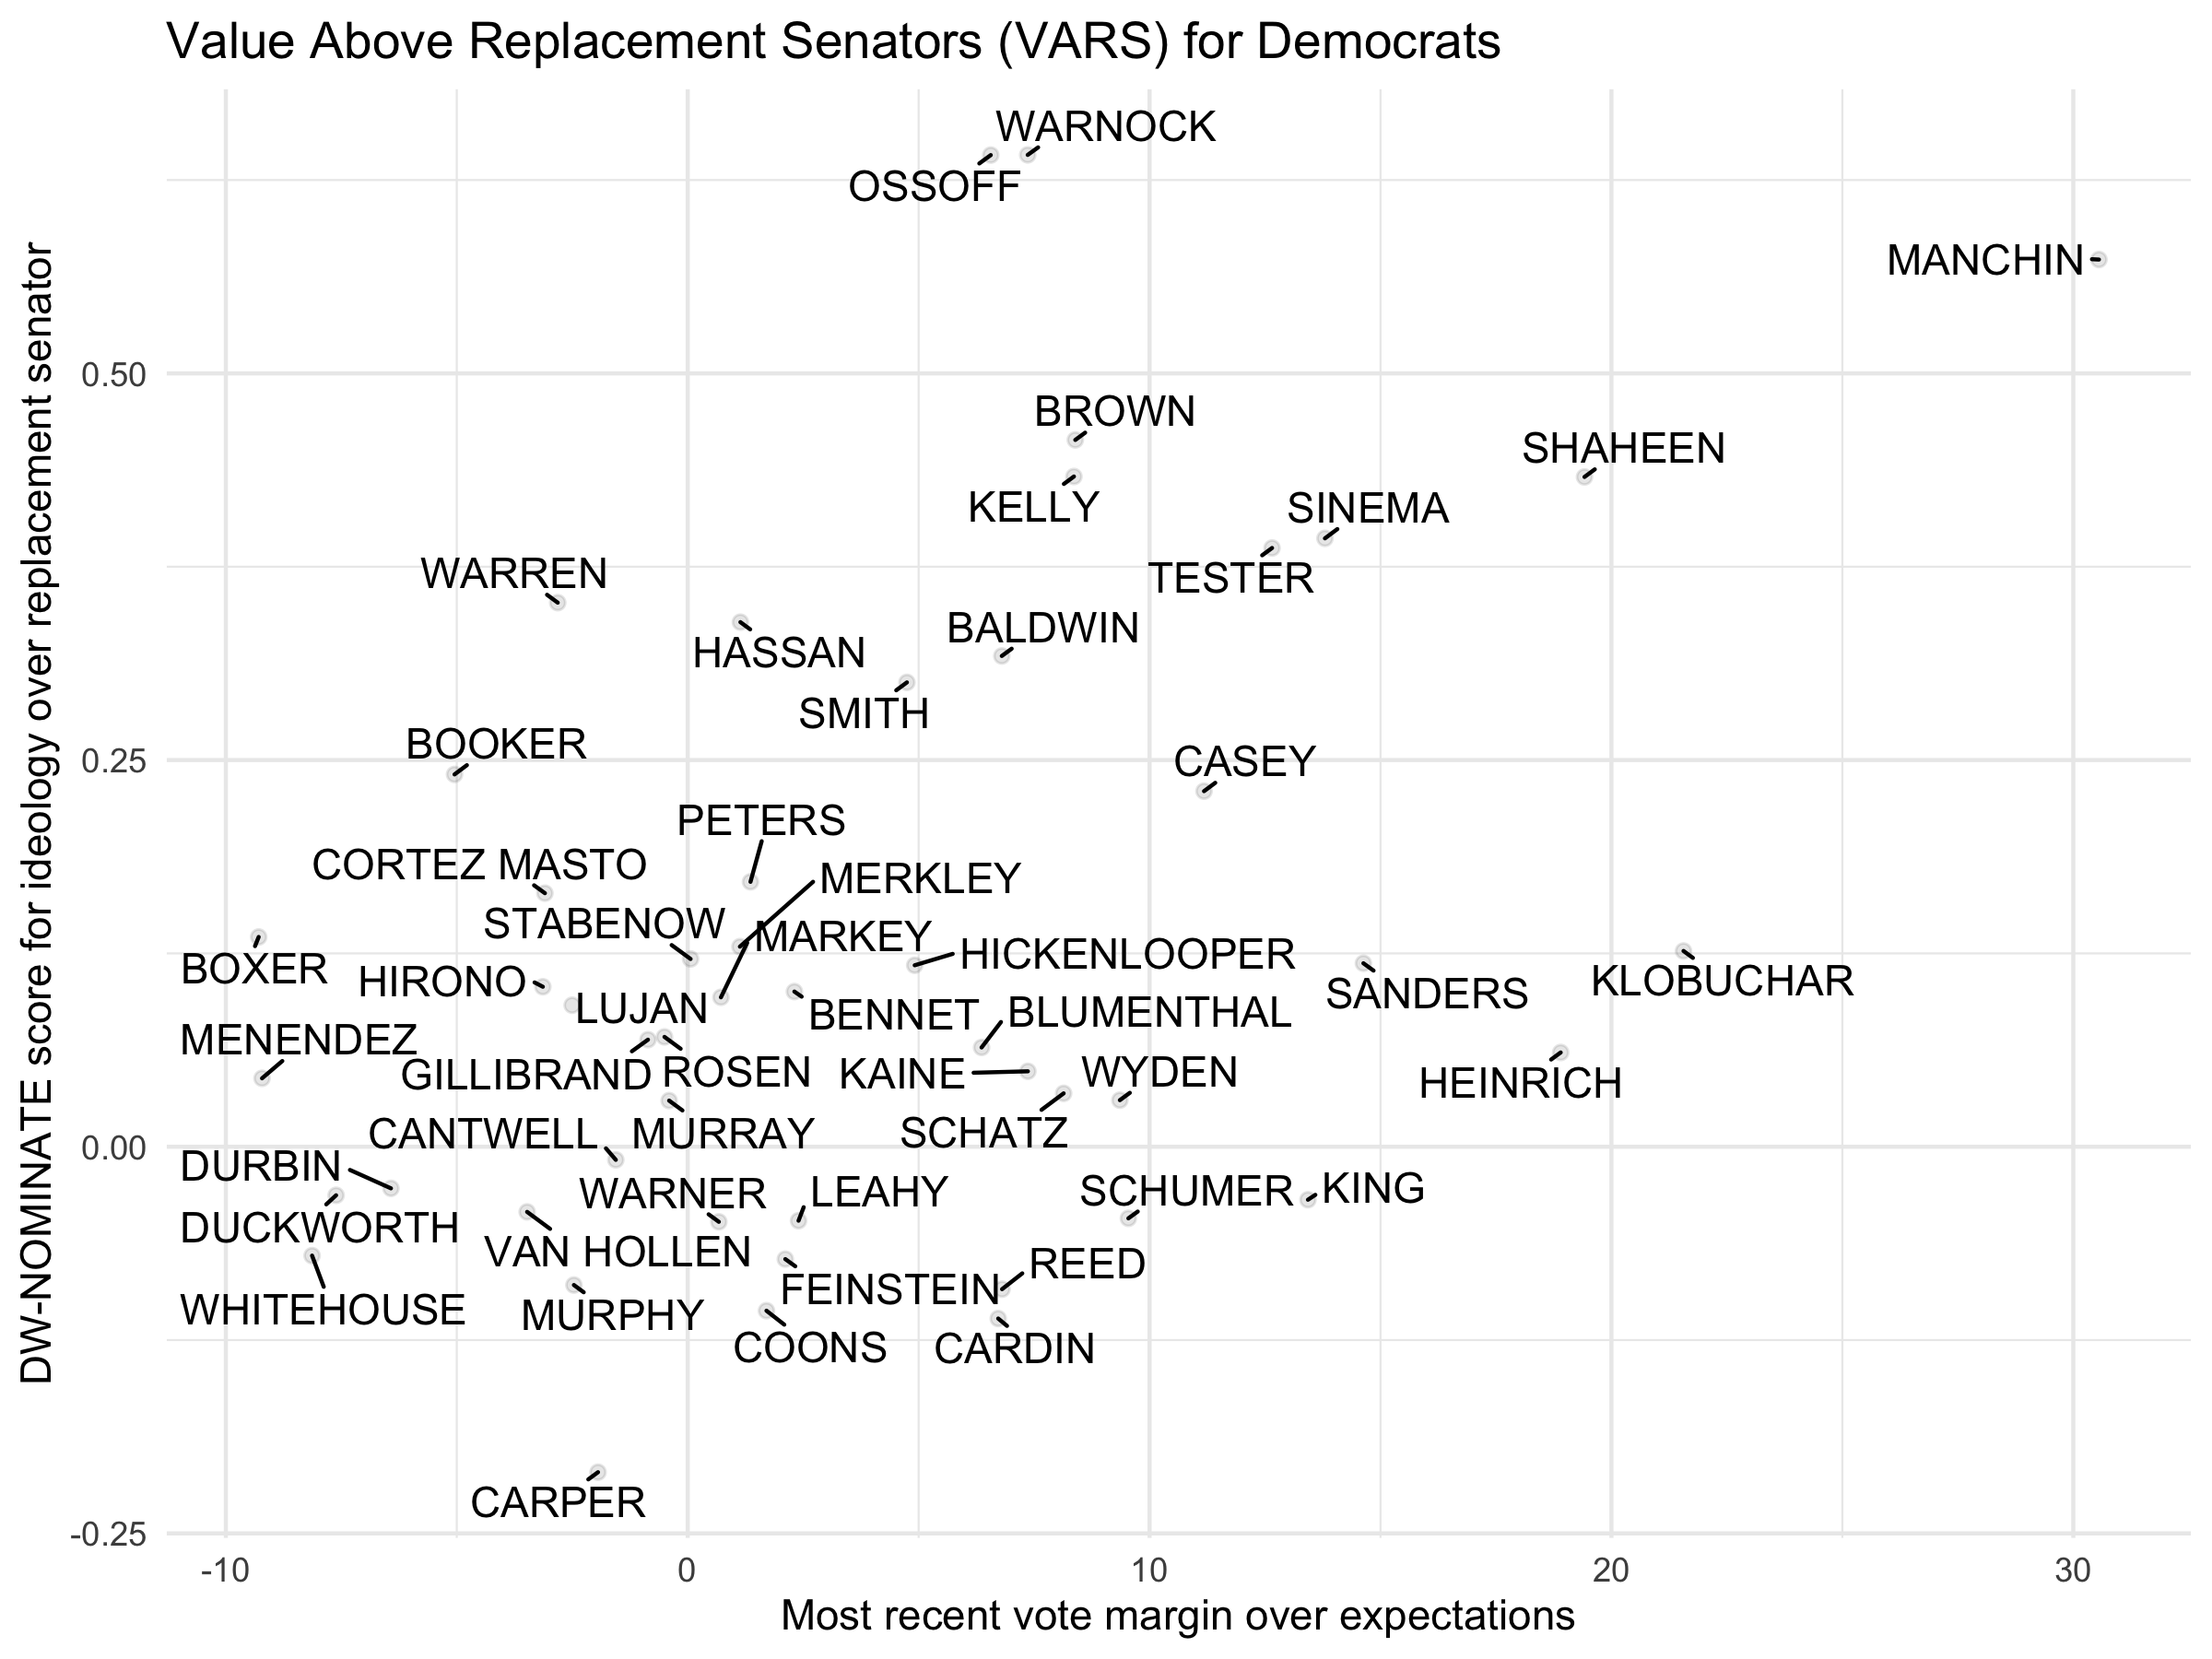 Value Above Replacement Senators (VARS) for Democrats
DW-NOMINATE score for ideology over replacement senator
0.50
0.25
0.00
-0.25
WARNOCK
OSSOFF
MANCHIN
BROWN
SHAHEEN
KELLY
SINEMA
TESTER
WARREN
BALDWIN
HASSAN
SMITH
BOOKER
CASEY
PETERS
CORTEZ MASTO
MERKLEY
STABENOW
MARKEY
HICKENLOOPER
BOXER
HIRONO
KLOBUCHAR
SANDERS
LUJAN
BENNET
BLUMENTHAL
MENENDEZ
GILLIBRAND
ROSEN
KAINE
WYDEN
HEINRICH
CANTWELL
MURRAY
SCHATZ
DURBIN
WARNER
LEAHY
SCHUMER
KING
DUCKWORTH
VAN HOLLEN
REED
FEINSTEIN
WHITEHOUSE
MURPHY
COONS
CARDIN
CARPER
-10
0
10
20
30
Most recent vote margin over expectations